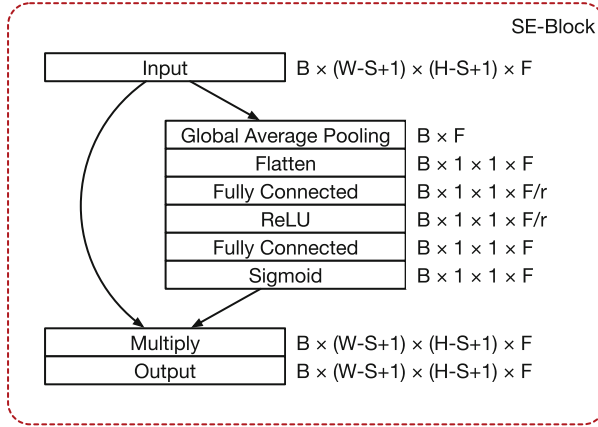 SE-Block
Input B × (W-S+1) × (H-S+1) × F
Global Average Pooling B × F
Flatten B × 1 × 1 × F
Fully Connected B × 1 × 1 × F/r
ReLU B × 1 × 1 × F/r
Fully Connected B × 1 × 1 × F
Sigmoid B × 1 × 1 × F
Multiply B × (W-S+1) × (H-S+1) × F
Output B × (W-S+1) × (H-S+1) × F